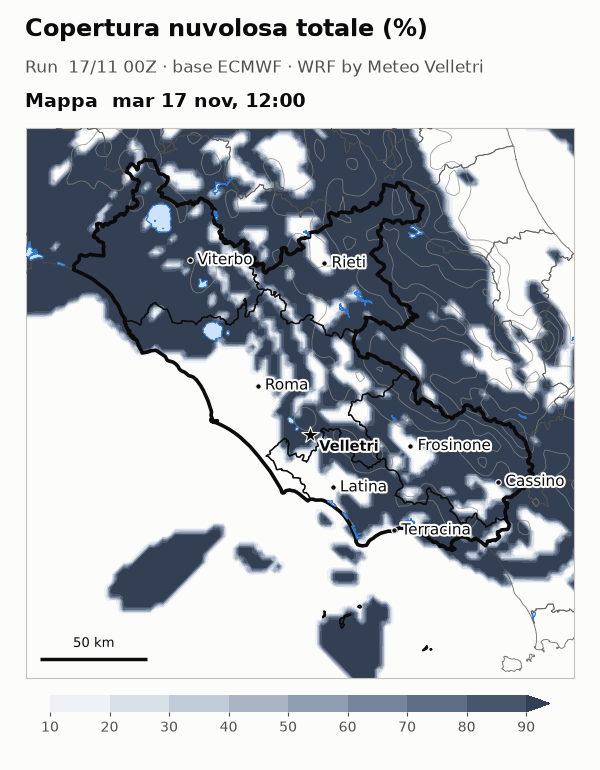 Copertura nuvolosa totale (%)
Run 17/11 00Z · base ECMWF · WRF by Meteo Velletri
Mappa mar 17 nov, 12:00
Viterbo
Rieti
Roma
Velletri
Frosinone
Cassino
Latina
Terracina
50 km
10 20 30 40 50 60 70 80 90